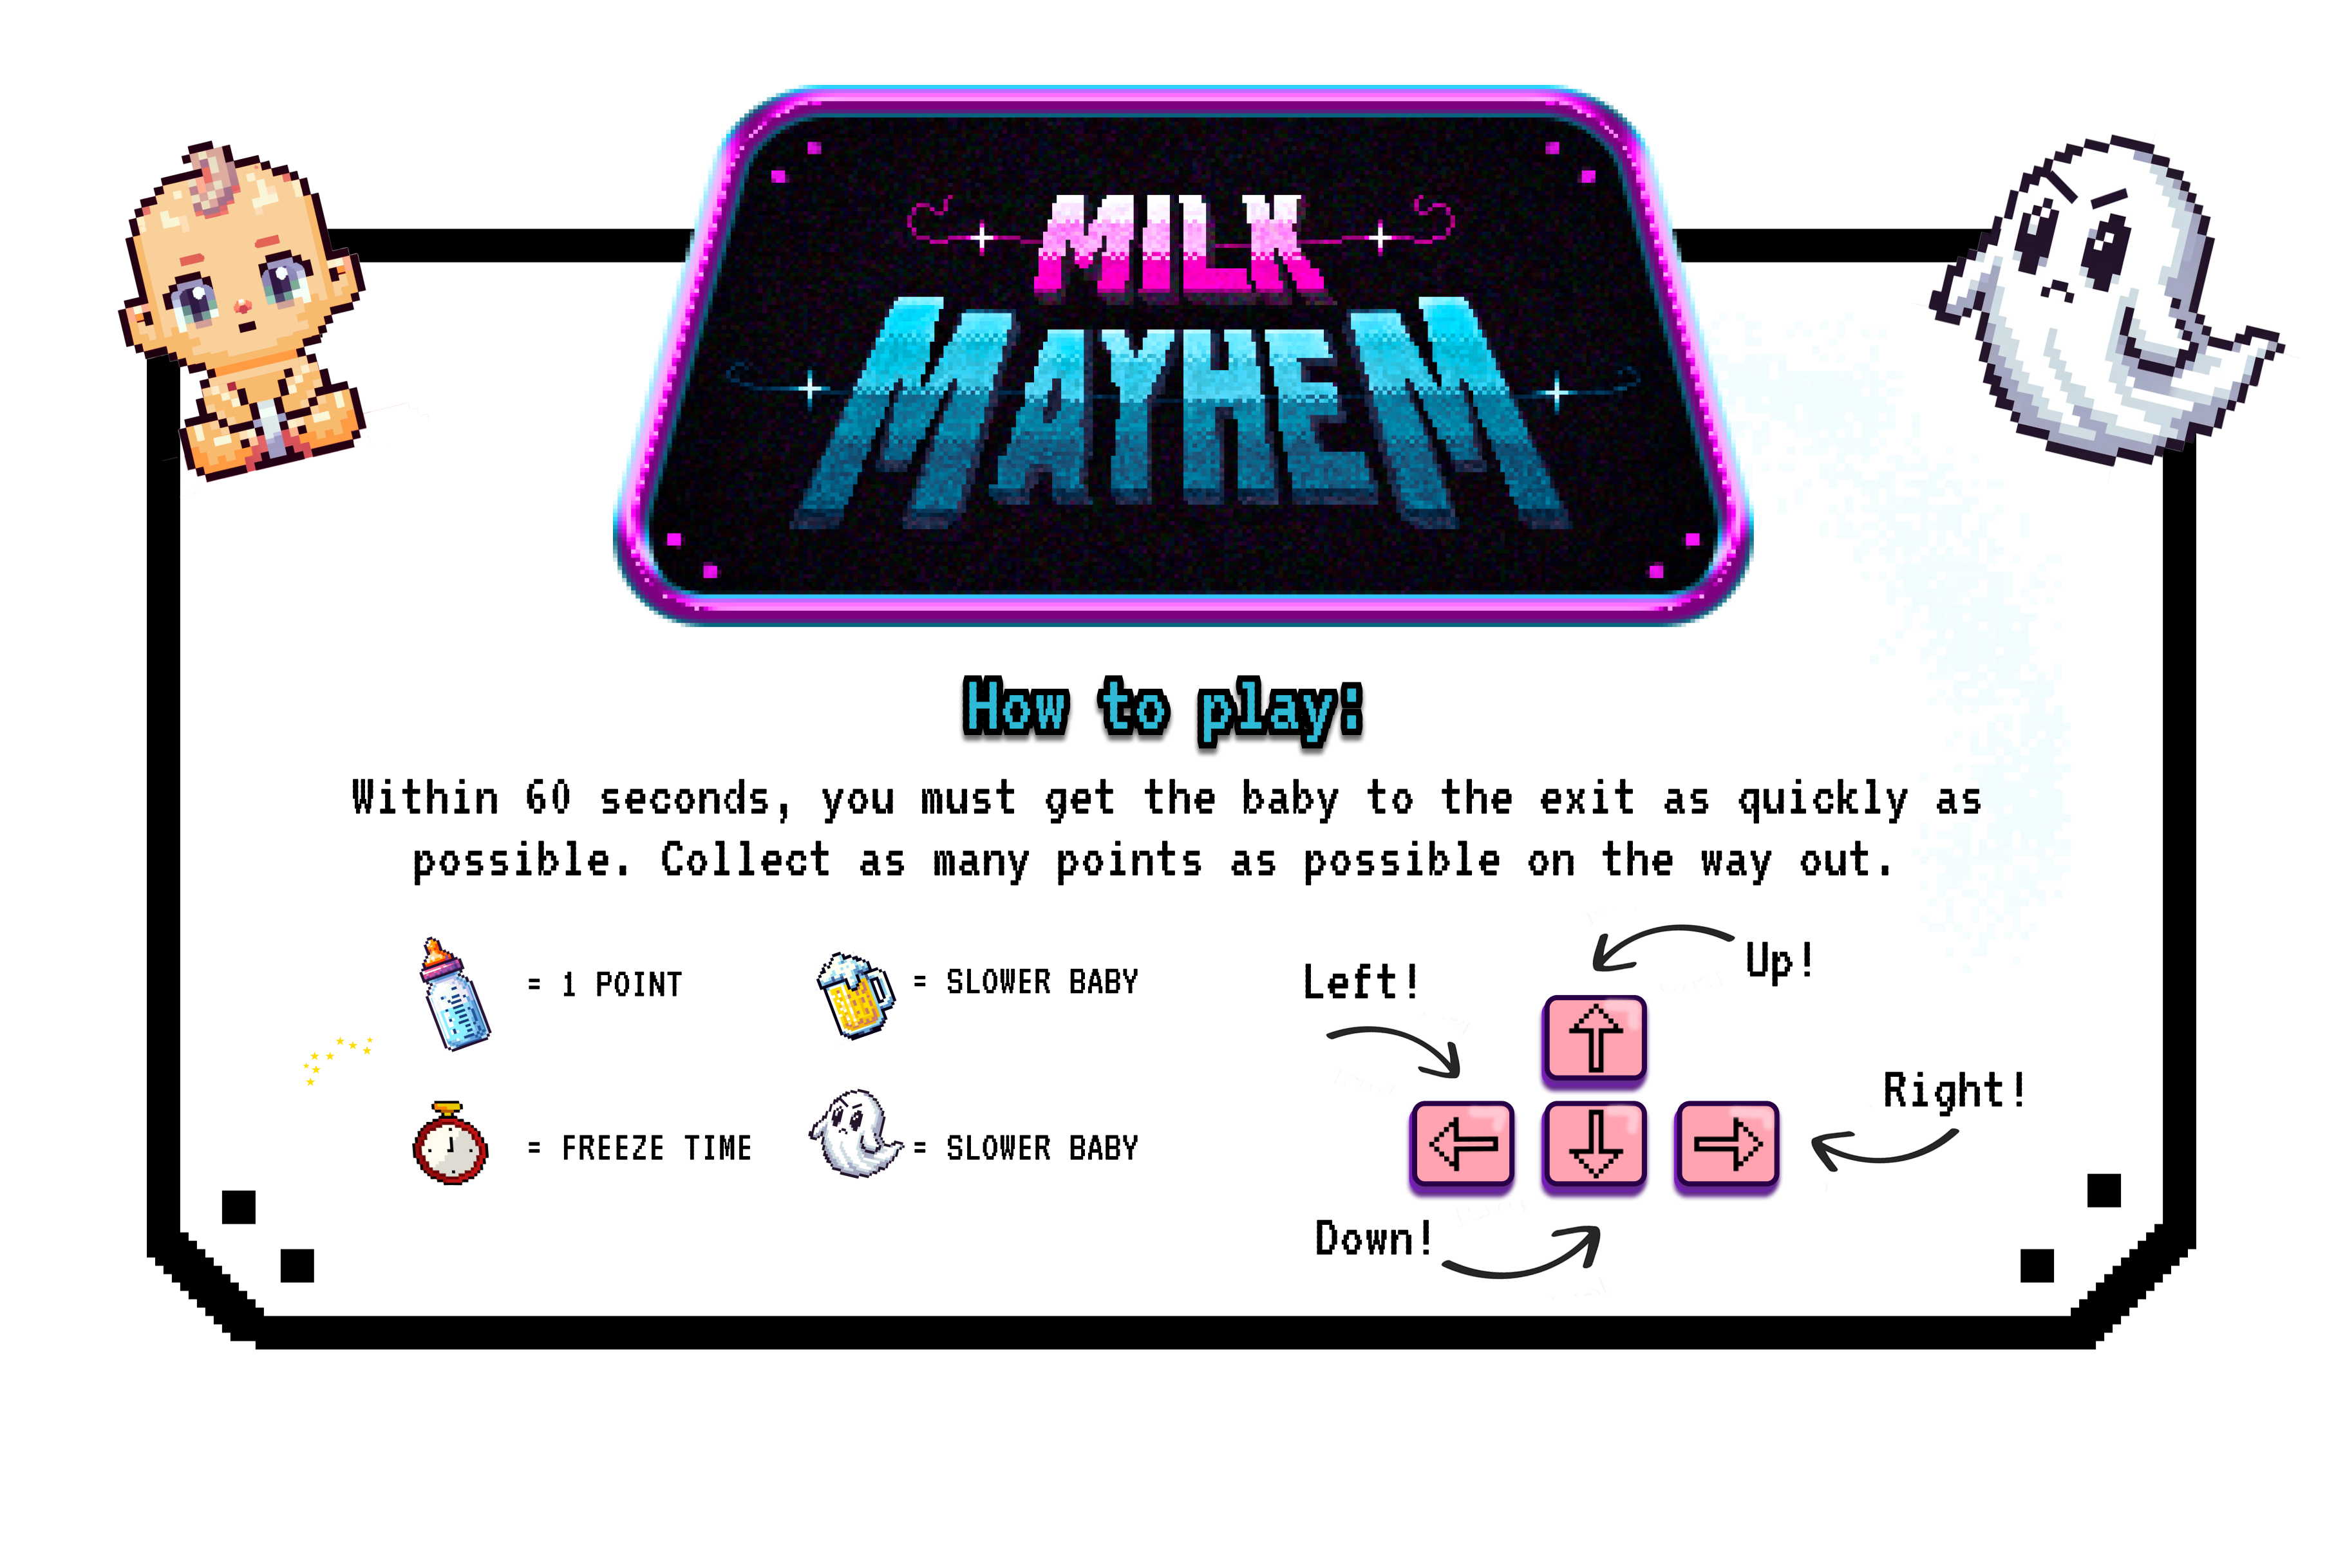 MILK
MAYHEM
How to play:
Within 60 seconds, you must get the baby to the exit as quickly as
possible. Collect as many points as possible on the way out.
= 1 POINT
= SLOWER BABY
= FREEZE TIME
= SLOWER BABY
Left!
Up!
Right!
Down!